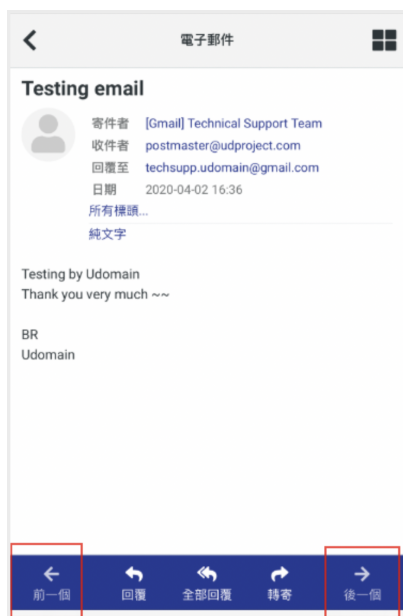 電子郵件
Testing email
寄件者 [Gmail] Technical Support Team
收件者 postmaster@udproject.com
回覆至 techsupp.udomain@gmail.com
日期 2020-04-02 16:36
所有標頭...
純文字
Testing by Udomain
Thank you very much ~~
BR
Udomain
前一個 回覆 全部回覆 轉寄 後一個